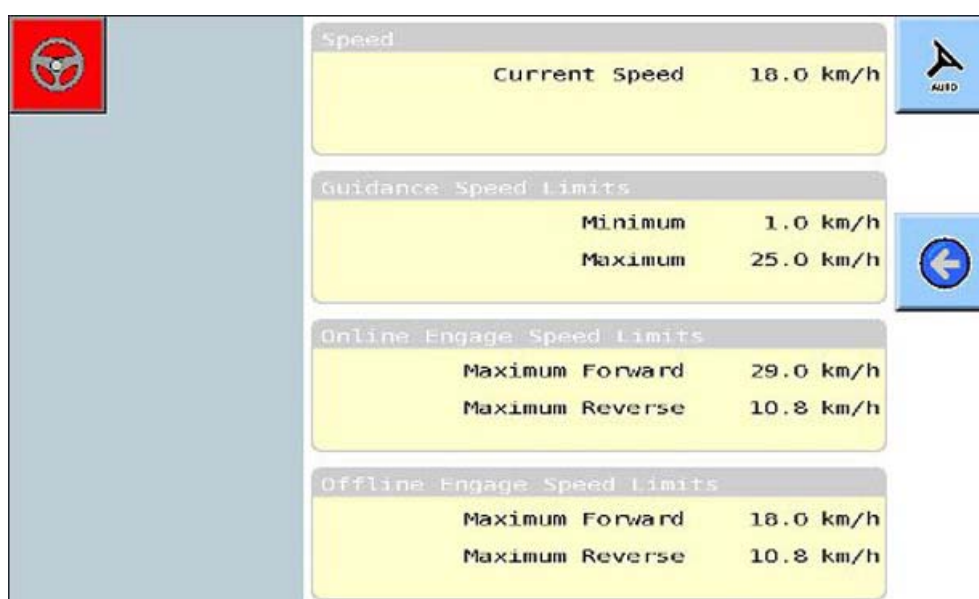 Speed
Current Speed 18.0 km/h
AUTO
Guidance Speed Limits
Minimum 1.0 km/h
Maximum 25.0 km/h
Online Engage Speed Limits
Maximum Forward 29.0 km/h
Maximum Reverse 10.8 km/h
Offline Engage Speed Limits
Maximum Forward 18.0 km/h
Maximum Reverse 10.8 km/h